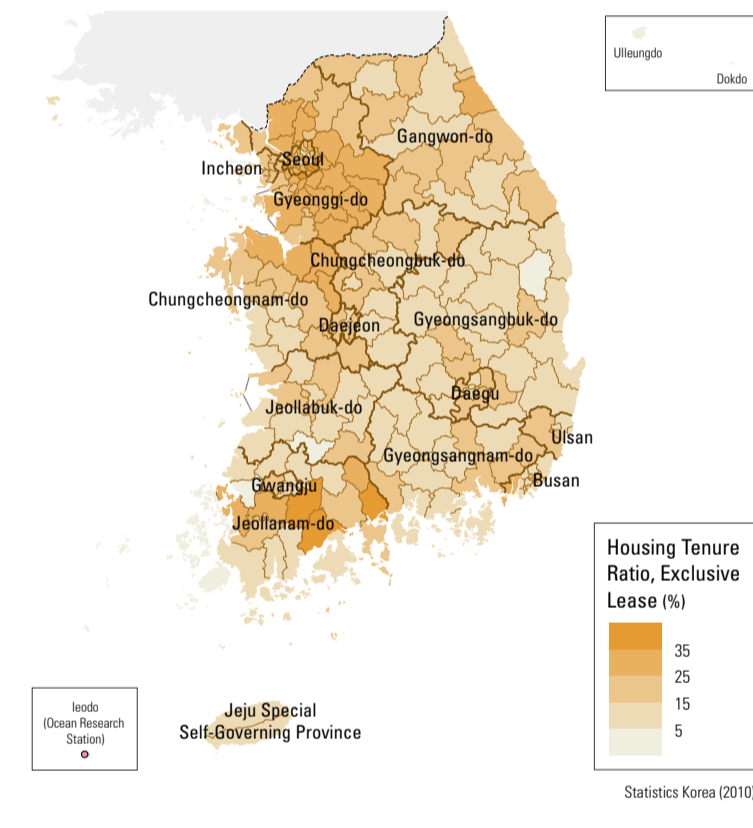 Ulleungdo
Dokdo
Gangwon-do
Seoul
Incheon
Gyeonggi-do
Chungcheongbuk-do
Chungcheongnam-do
Daejeon
Gyeongsangbuk-do
Daegu
Jeollabuk-do
Ulsan
Gyeongsangnam-do
Busan
Gwangju
Jeollanam-do
Housing Tenure
Ratio, Exclusive
Lease (%)
35
25
15
5
Ieodo
(Ocean Research
Station)
Jeju Special
Self-Governing Province
Statistics Korea (2010)